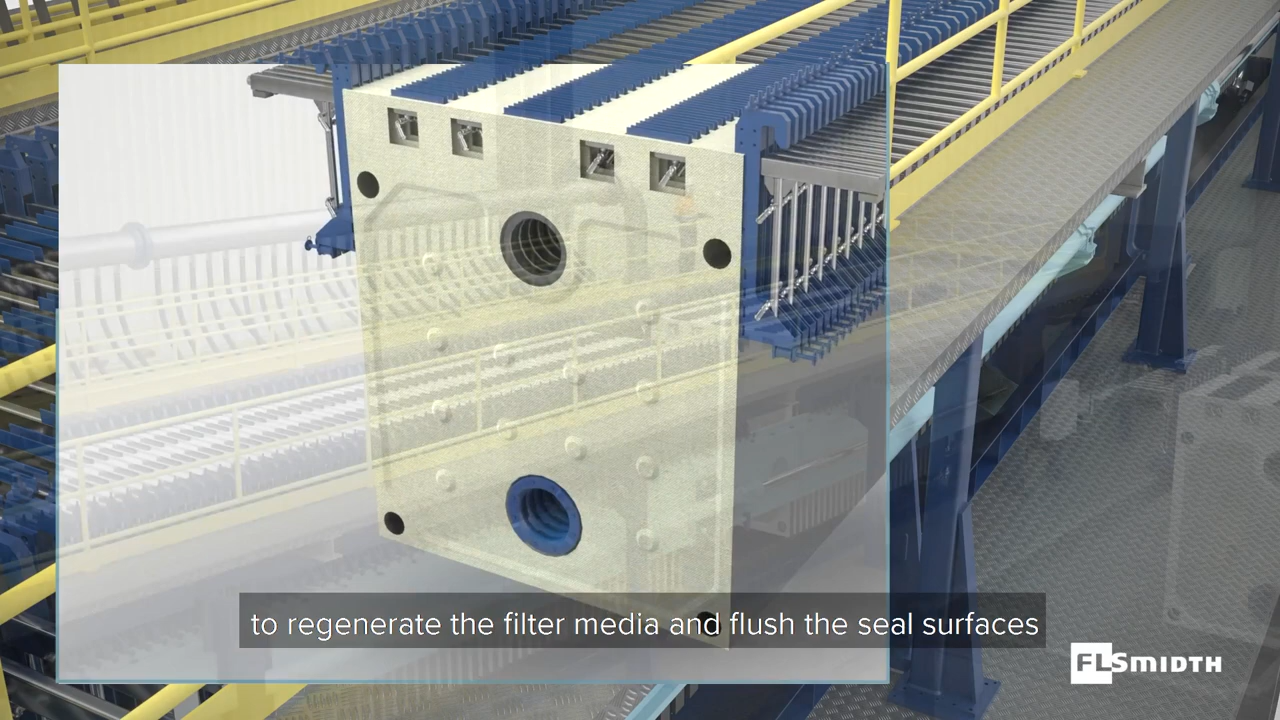 to regenerate the filter media and flush the seal surfaces
FLSMIDTH